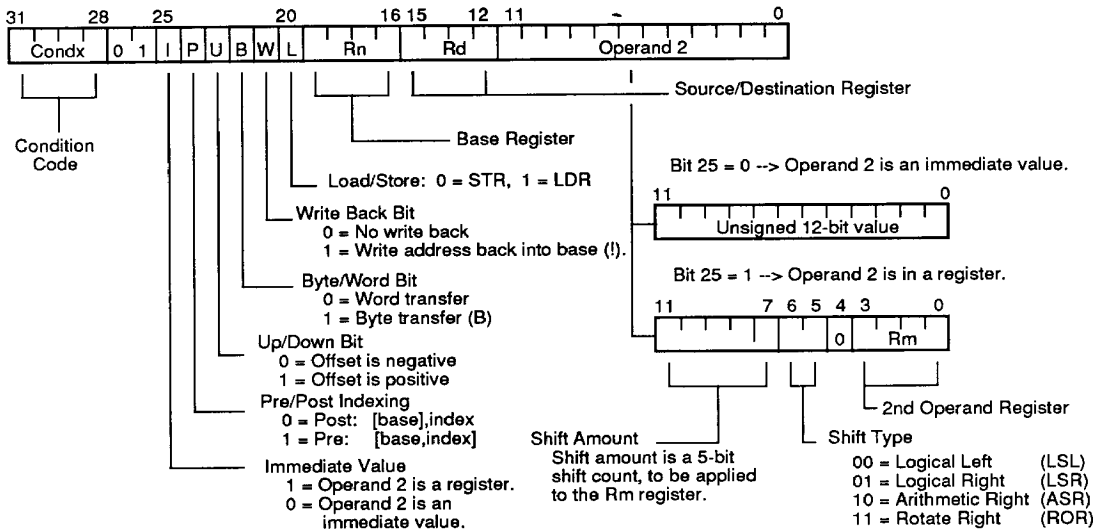 31 28 25 20 16 15 12 11 0
Condx 0 1 I P U B W L Rn Rd Operand 2
Source/Destination Register
Base Register
Condition
Code
Load/Store: 0 = STR, 1 = LDR
Write Back Bit
0 = No write back
1 = Write address back into base (!).
Byte/Word Bit
0 = Word transfer
1 = Byte transfer (B)
Up/Down Bit
0 = Offset is negative
1 = Offset is positive
Pre/Post Indexing
0 = Post: [base],index
1 = Pre: [base,index]
Immediate Value
1 = Operand 2 is a register.
0 = Operand 2 is an
immediate value.
Bit 25 = 0 --> Operand 2 is an immediate value.
11 0
Unsigned 12-bit value
Bit 25 = 1 --> Operand 2 is in a register.
11 7 6 5 4 3 0
0 Rm
2nd Operand Register
Shift Amount
Shift amount is a 5-bit
shift count, to be applied
to the Rm register.
Shift Type
00 = Logical Left (LSL)
01 = Logical Right (LSR)
10 = Arithmetic Right (ASR)
11 = Rotate Right (ROR)